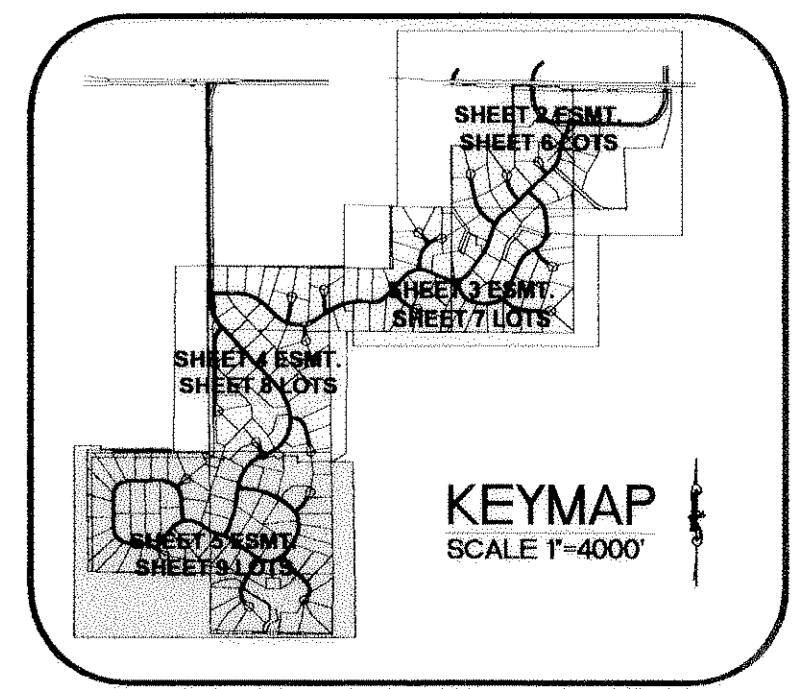 SHEET 2 ESMT.
SHEET 6 LOTS
SHEET 3 ESMT.
SHEET 7 LOTS
SHEET 4 ESMT.
SHEET 8 LOTS
SHEET 5 ESMT.
SHEET 9 LOTS
KEYMAP
SCALE 1"=4000'